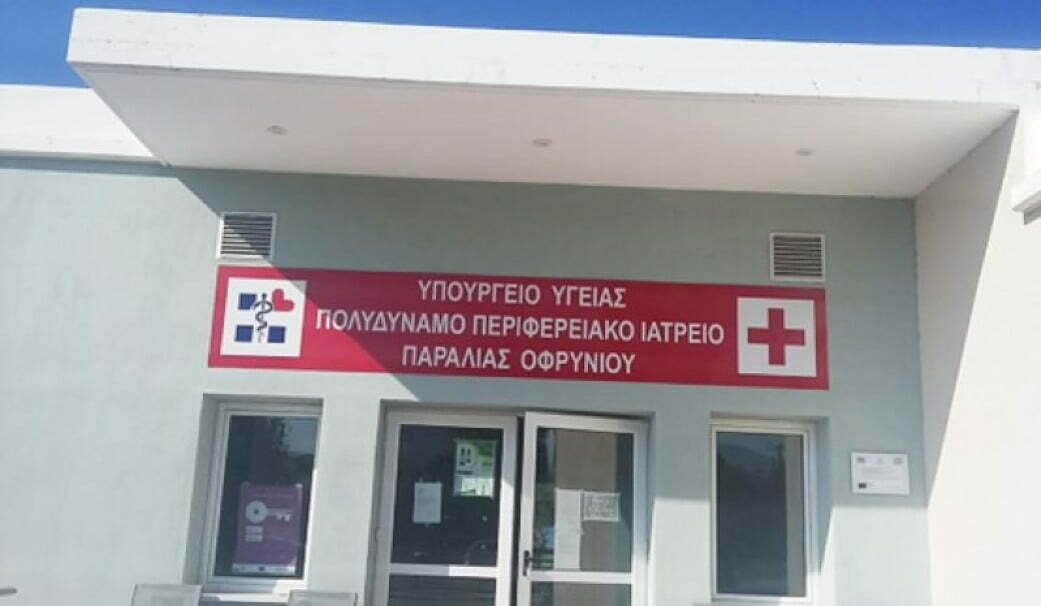 ΥΠΟΥΡΓΕΙΟ ΥΓΕΙΑΣ
ΠΟΛΥΔΥΝΑΜΟ ΠΕΡΙΦΕΡΕΙΑΚΟ ΙΑΤΡΕΙΟ
ΠΑΡΑΛΙΑΣ ΟΦΡΥΝΙΟΥ